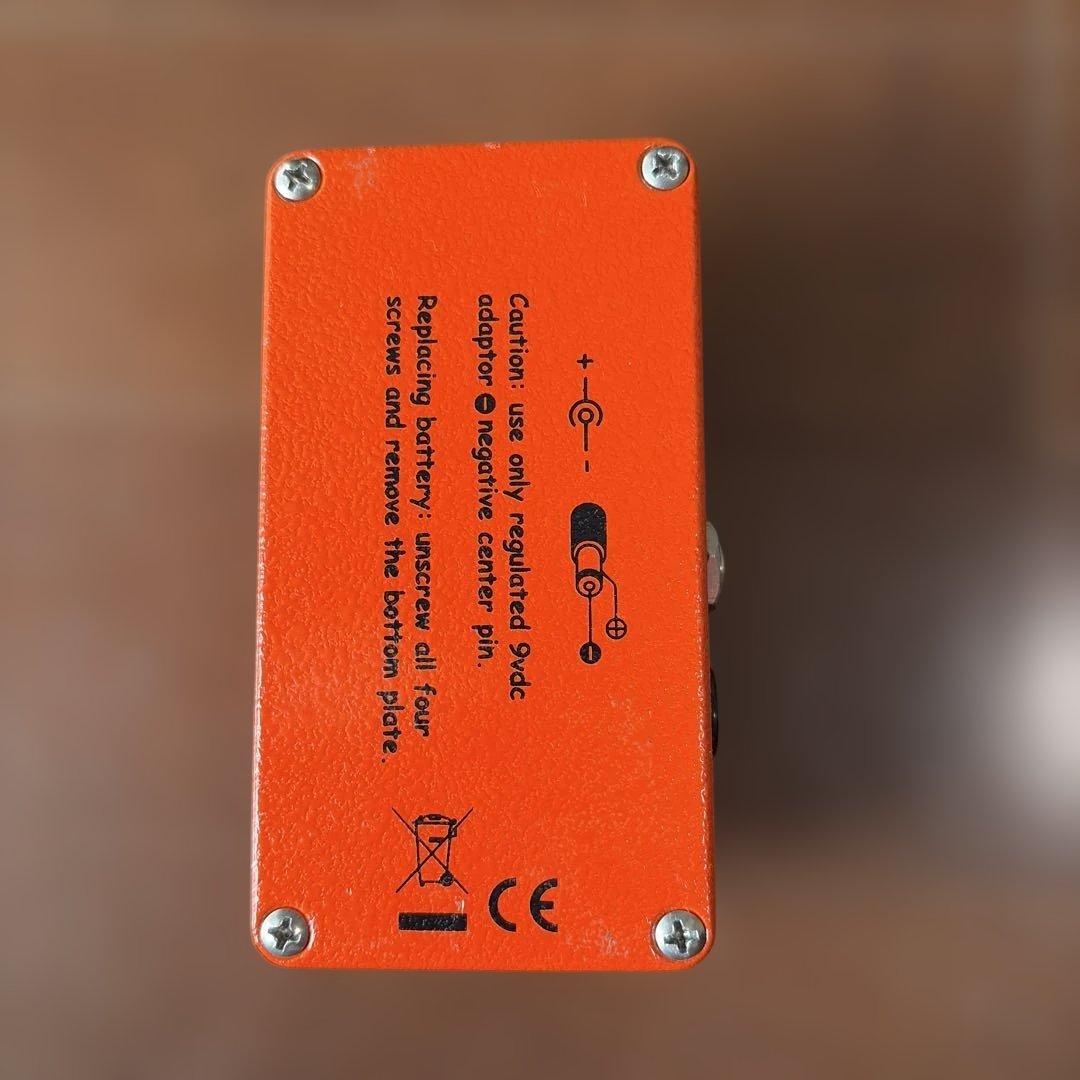 + -
+
-
Caution: use only regulated 9vdc
adaptor - negative center pin.
Replacing battery: unscrew all four
screws and remove the bottom plate.
CE